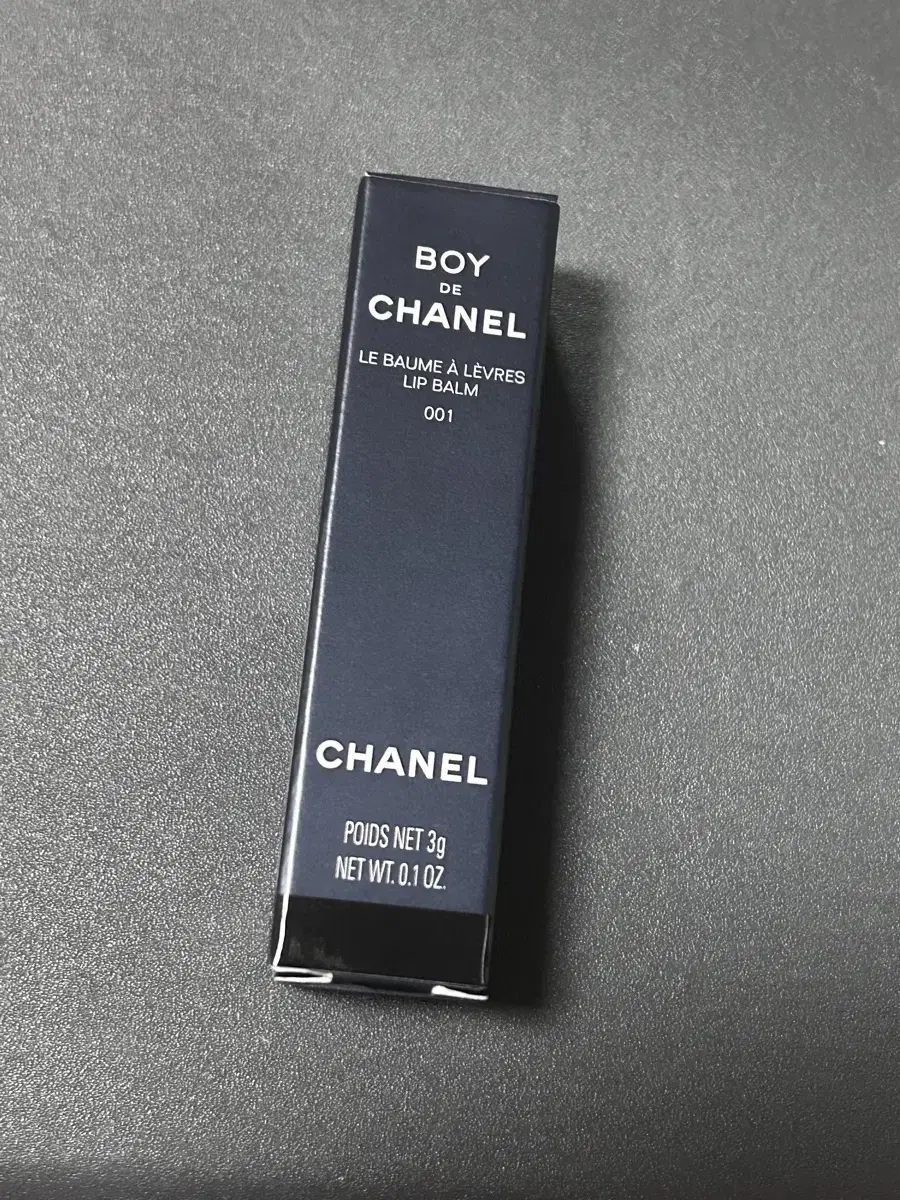 BOY
DE
CHANEL
LE BAUME À LÈVRES
LIP BALM
001
CHANEL
POIDS NET 3g
NET WT. 0.1 OZ.